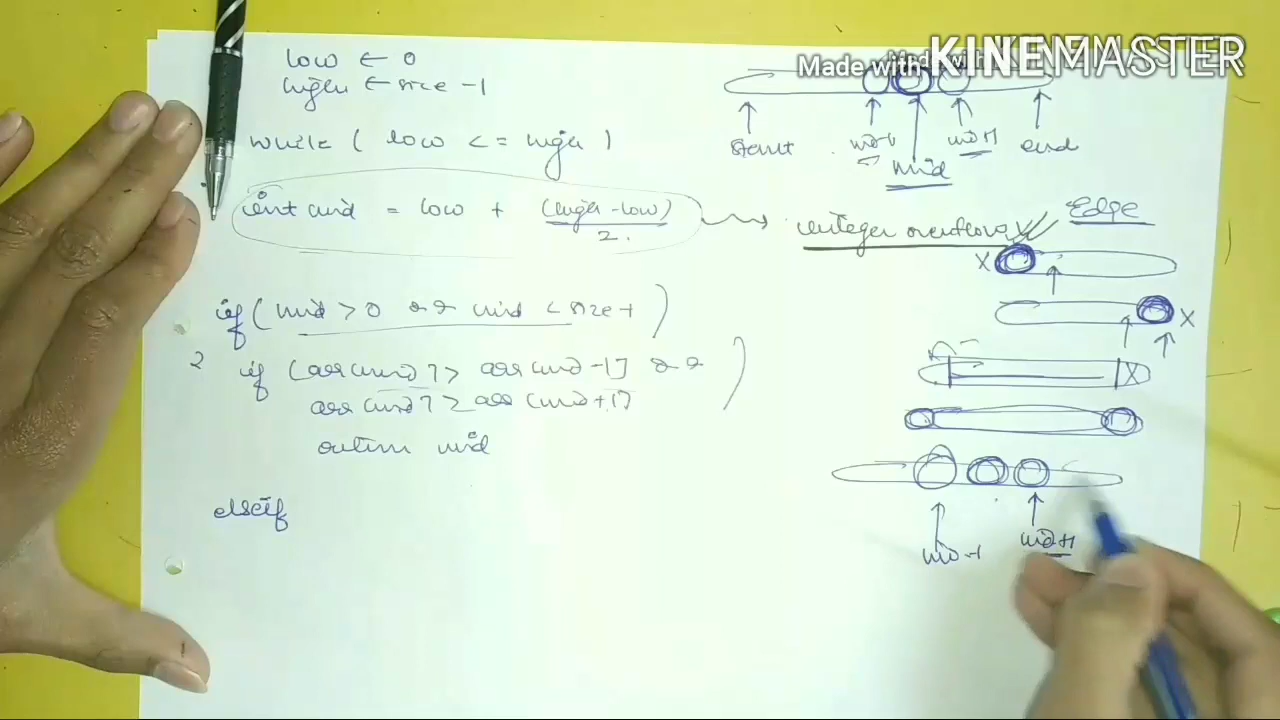 low ← 0
high ← size -1
while ( low <= high )
int mid = low + (high - low)
2.
if ( mid > 0 && mid < size-1 )
2 if (arr[mid] > arr[mid-1] &&
arr[mid] > arr[mid+1] )
return mid
elseif
Made with KINEMASTER
start mid-1 mid mid+1 end
integer overflow
Edge
X
X
X
mid-1 mid+1